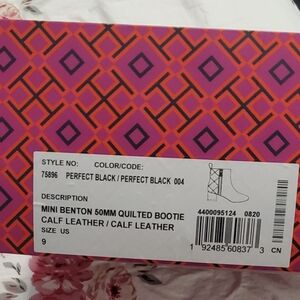 STYLE NO: COLOR/CODE:
75896 PERFECT BLACK / PERFECT BLACK 004
DESCRIPTION
MINI BENTON 50MM QUILTED BOOTIE
CALF LEATHER / CALF LEATHER
SIZE US
9
4400095124 0820
1 92485 60837 3 CN